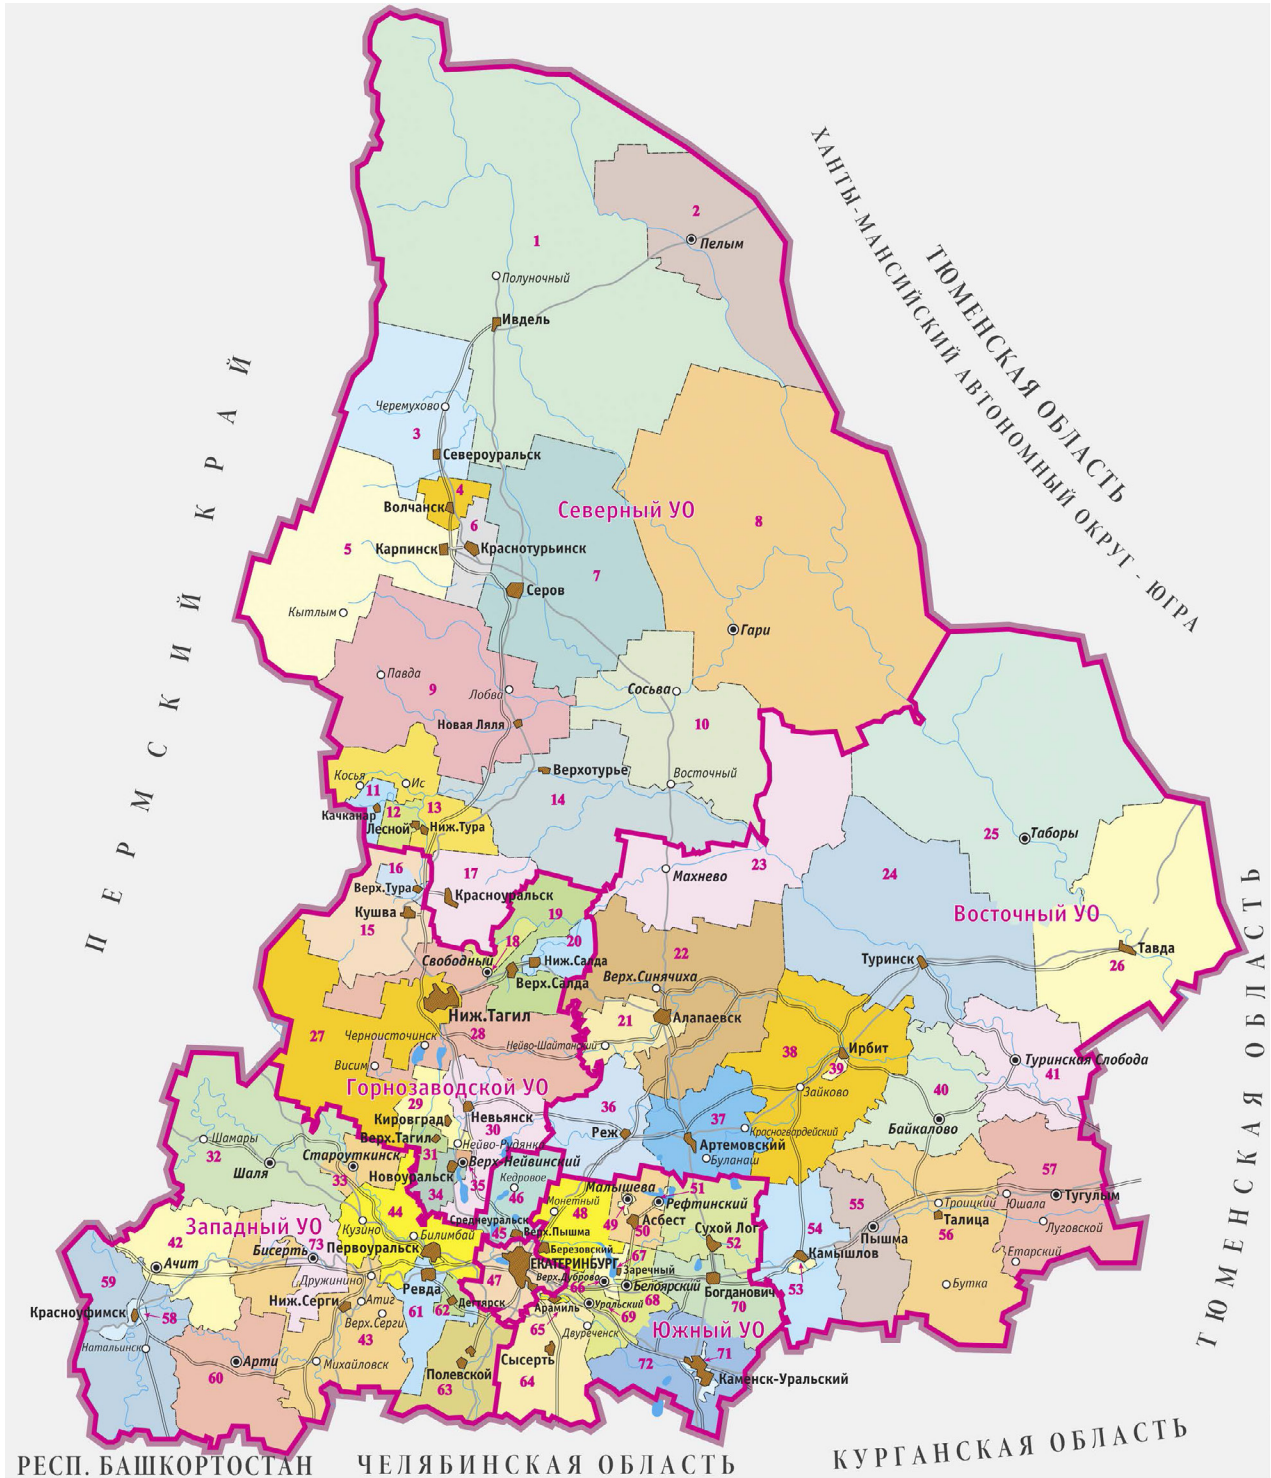 ХАНТЫ-МАНСИЙСКИЙ АВТОНОМНЫЙ ОКРУГ - ЮГРА
ТЮМЕНСКАЯ ОБЛАСТЬ
ПЕРМСКИЙ КРАЙ
2
Пелым
1
Полуночный
Ивдель
Черемухово
3
Североуральск
4
Волчанск
Северный УО
6
8
5
Карпинск
Краснотурьинск
7
Серов
Кытлым
Гари
Павда
9
Лобва
Сосьва
Новая Ляля
10
Косья
Ис
Верхотурье
Восточный
11
14
Качканар
12
13
Лесной
Ниж.Тура
25
Таборы
16
17
Махнево
23
24
Верх.Тура
Красноуральск
Кушва
19
Восточный УО
15
18
20
22
Тавда
Свободный
Ниж.Салда
Туринск
26
Верх.Салда
Верх.Синячиха
Ниж.Тагил
21
Алапаевск
27
Черноисточинск
28
Нейво-Шайтанский
38
Ирбит
Висим
39
Туринская Слобода
41
Горнозаводской УО
Зайково
40
29
Невьянск
36
37
Кировград
30
Байкалово
Верх.Тагил
Нейво-Рудянка
Реж
Артемовский
Красногвардейский
Шамары
32
31
Верх-Нейвинский
Буланаш
Шаля
Староуткинск
33
Новоуральск
57
34
35
Кедровое
46
Малышева
51
Рефтинский
Тугулым
Монетный
Троицкий
Юшала
Западный УО
44
Среднеуральск
48
49
Асбест
54
55
Талица
56
Луговской
Кузино
Билимбай
45
Верх.Пышма
50
Сухой Лог
52
Пышма
42
73
Бисерть
Первоуральск
Березовский
67
Камышлов
Етарский
Ачит
ЕКАТЕРИНБУРГ
Заречный
59
Дружинино
Ревда
47
Верх.Дуброво
66
Белоярский
Богданович
53
Бутка
Красноуфимск
58
Ниж.Серги
Атиг
61
62
Дегтярск
Арамиль
Уральский
68
70
Верх.Серги
65
69
43
Двуреченск
Южный УО
Натальинск
Арти
Михайловск
Сысерть
72
71
60
Полевской
63
64
Каменск-Уральский
ТЮМЕНСКАЯ ОБЛАСТЬ
РЕСП. БАШКОРТОСТАН
ЧЕЛЯБИНСКАЯ ОБЛАСТЬ
КУРГАНСКАЯ ОБЛАСТЬ